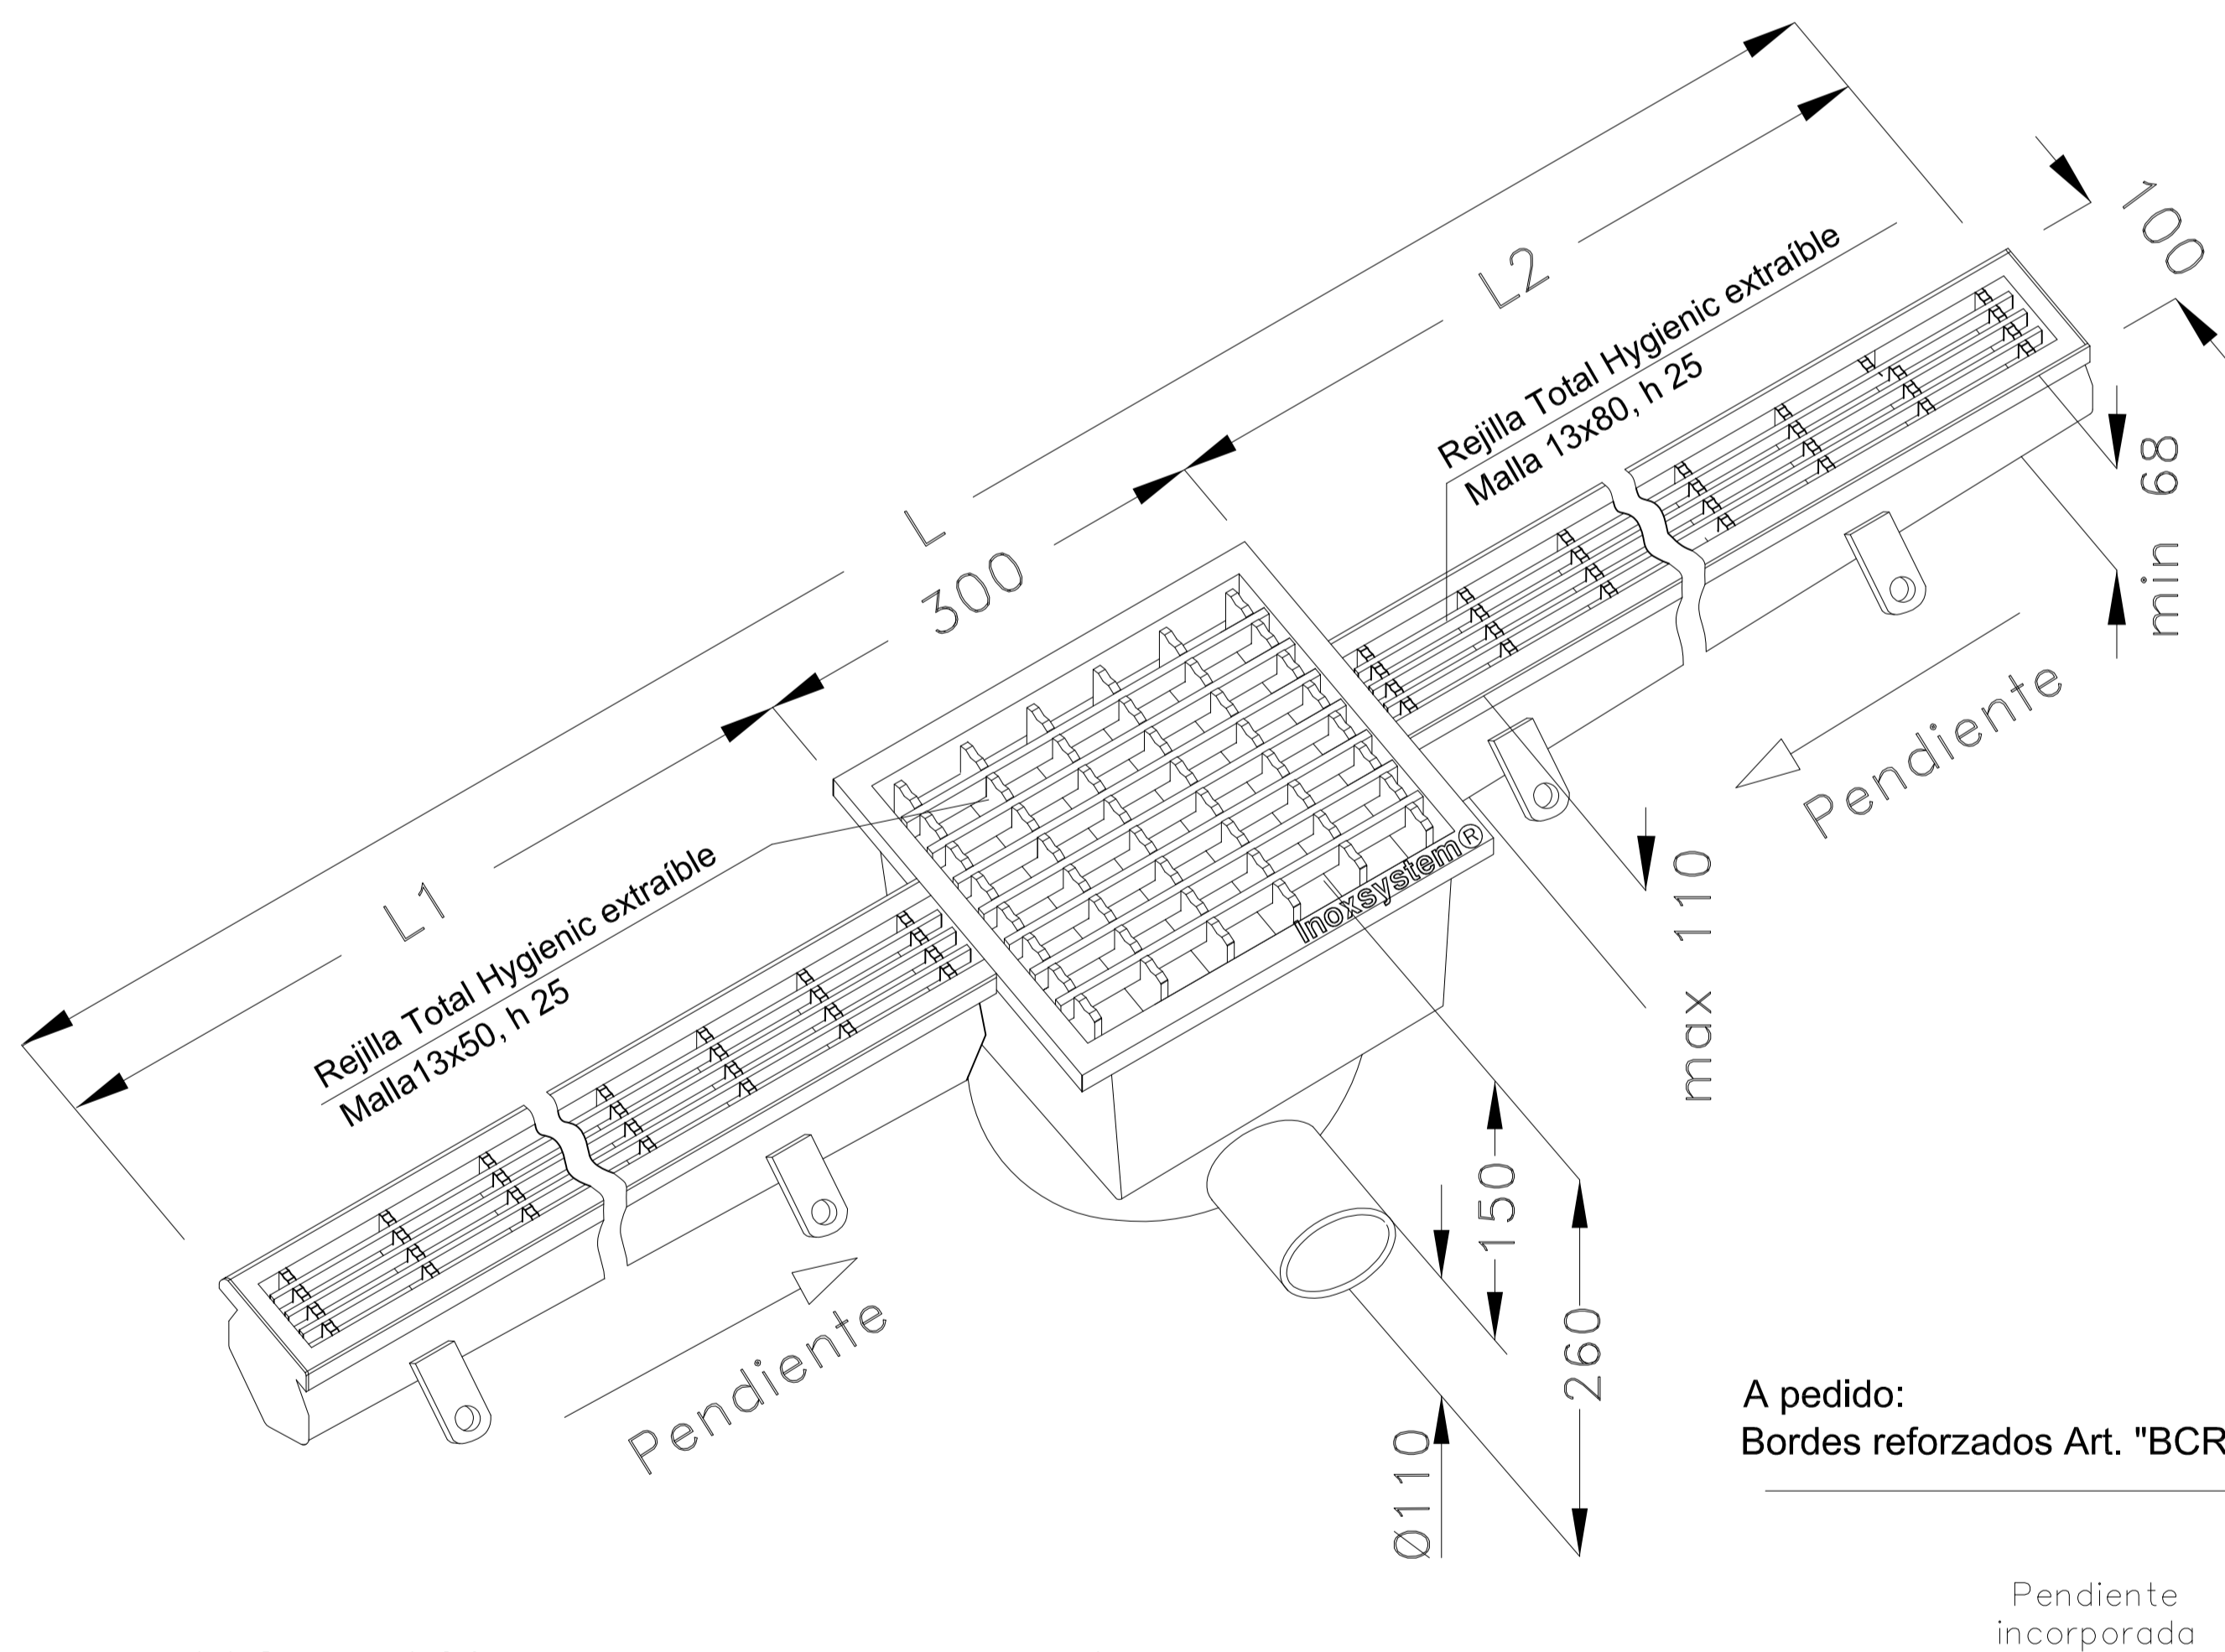 L
L2
100
Rejilla Total Hygienic extraíble
Malla 13x80, h 25
300
min 68
L1
Pendiente
max 110
Inoxsystem®
Rejilla Total Hygienic extraíble
Malla13x50, h 25
150
260
Pendiente
Ø110
A pedido:
Bordes reforzados Art. "BCR
Pendiente
incorporada